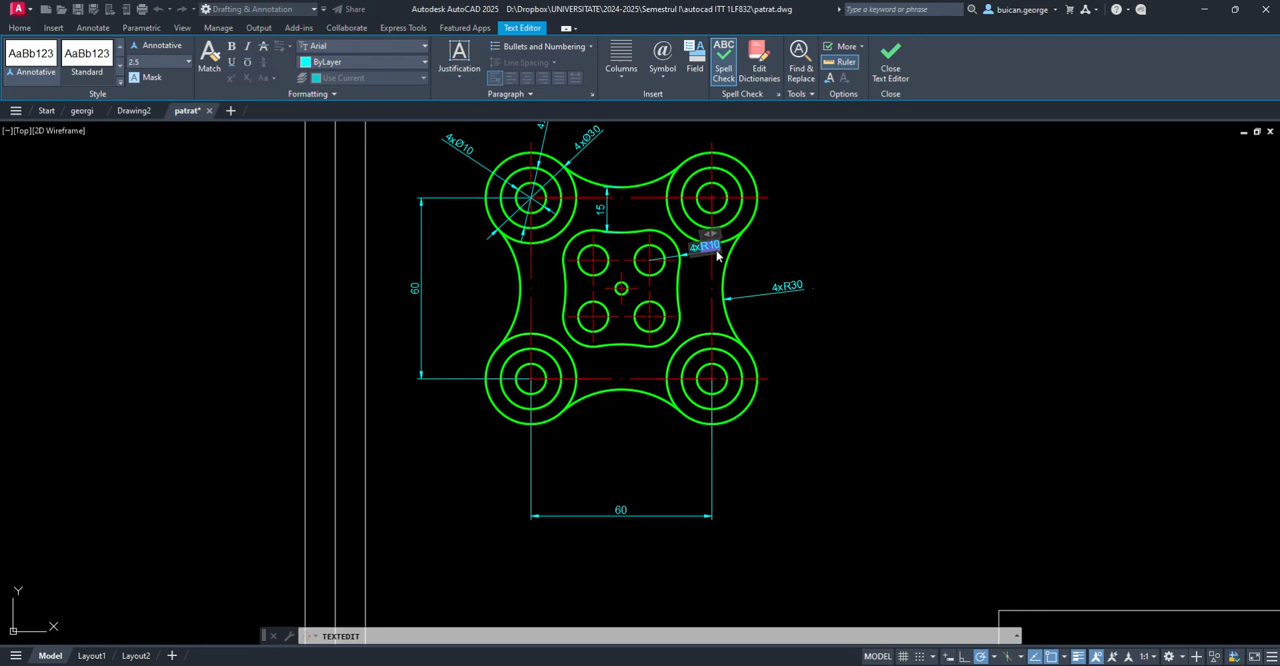 Drafting & Annotation
Share
Autodesk AutoCAD 2025 D:\Dropbox\UNIVERSITATE\2024-2025\Semestrul I\autocad ITT 1LF832\patrat.dwg
Type a keyword or phrase
buican.george
Home Insert Annotate Parametric View Manage Output Add-ins Collaborate Express Tools Featured Apps Text Editor
AaBb123 Annotative
AaBb123 Standard
Annotative
2.5
Mask
Style
Match
B I A
U O
Aa
Arial
ByLayer
Use Current
Formatting
Justification
Bullets and Numbering
Line Spacing
Paragraph
Columns
Symbol
Field
Insert
ABC
Spell Check
Edit Dictionaries
Spell Check
Find & Replace
Tools
More
Ruler
Options
Close Text Editor
Close
Start georgi Drawing2 patrat*
[−][Top][2D Wireframe]
4xØ10
4xØ30
15
4xR10
60
4xR30
60
Y
X
TEXTEDIT
Model Layout1 Layout2
MODEL
1:1